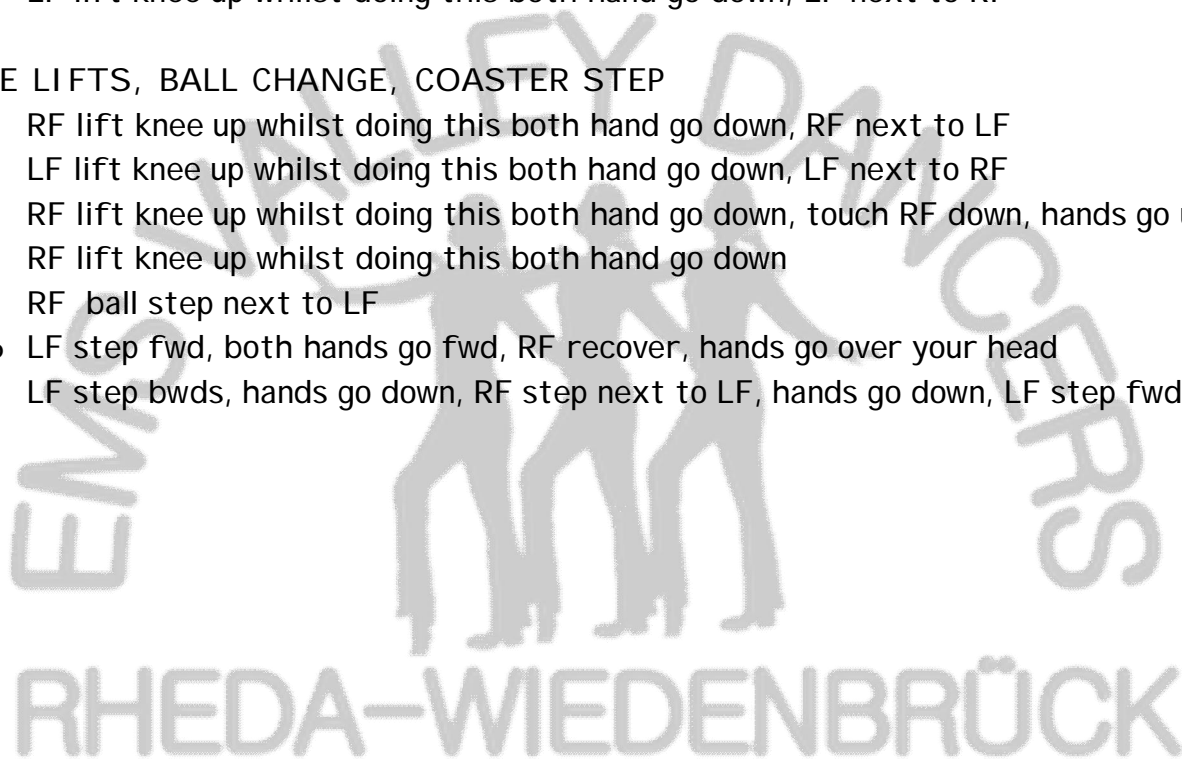 E LIFTS, BALL CHANGE, COASTER STEP
RF lift knee up whilst doing this both hand go down, RF next to LF
LF lift knee up whilst doing this both hand go down, LF next to RF
RF lift knee up whilst doing this both hand go down, touch RF down, hands go
RF lift knee up whilst doing this both hand go down
RF ball step next to LF
LF step fwd, both hands go fwd, RF recover, hands go over your head
LF step bwds, hands go down, RF step next to LF, hands go down, LF step fwd
EMS VALLEY DANCERS
RHEDA-WIEDENBRÜCK